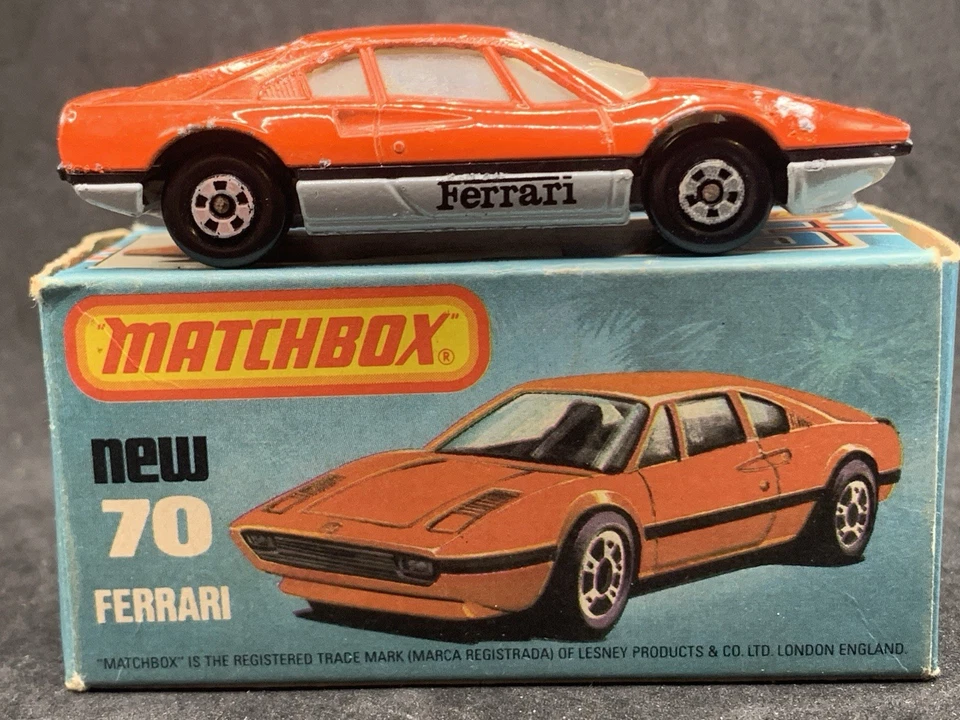 Ferrari
"MATCHBOX"®
new
70
FERRARI
"MATCHBOX" IS THE REGISTERED TRACE MARK (MARCA REGISTRADA) OF LESNEY PRODUCTS & CO. LTD. LONDON ENGLAND.